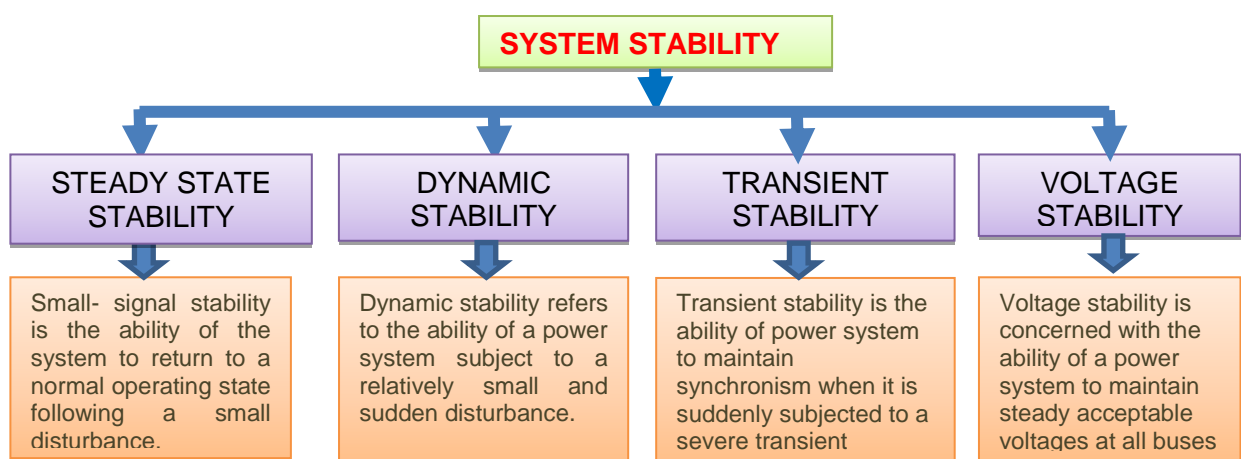 SYSTEM STABILITY
STEADY STATE
STABILITY
DYNAMIC
STABILITY
TRANSIENT
STABILITY
VOLTAGE
STABILITY
Small- signal stability
is the ability of the
system to return to a
normal operating state
following a small
disturbance.
Dynamic stability refers
to the ability of a power
system subject to a
relatively small and
sudden disturbance.
Transient stability is the
ability of power system
to maintain
synchronism when it is
suddenly subjected to a
severe transient
Voltage stability is
concerned with the
ability of a power
system to maintain
steady acceptable
voltages at all buses